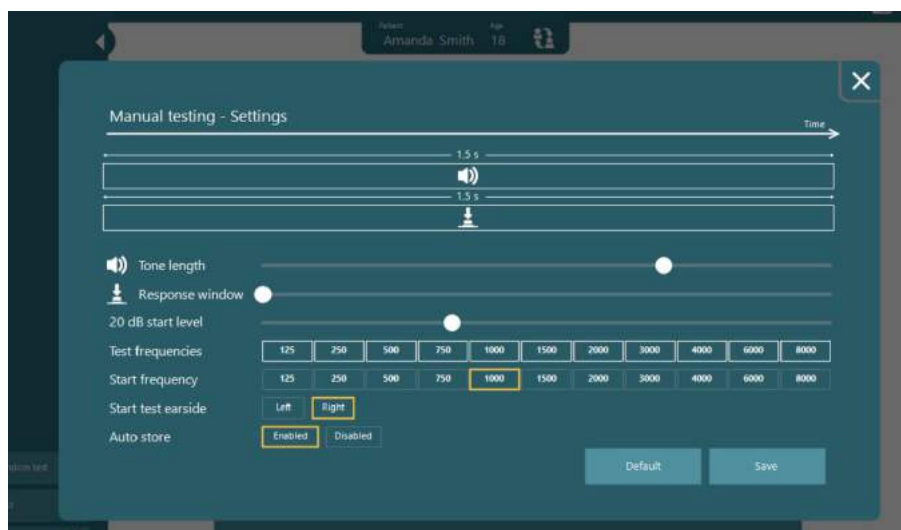 Patient: Age
Amanda Smith 18
Manual testing - Settings
Time
1.5 s
1.5 s
Tone length
Response window
20 dB start level
Test frequencies 125 250 500 750 1000 1500 2000 3000 4000 6000 8000
Start frequency 125 250 500 750 1000 1500 2000 3000 4000 6000 8000
Start test earside Left Right
Auto store Enabled Disabled
test
Default Save